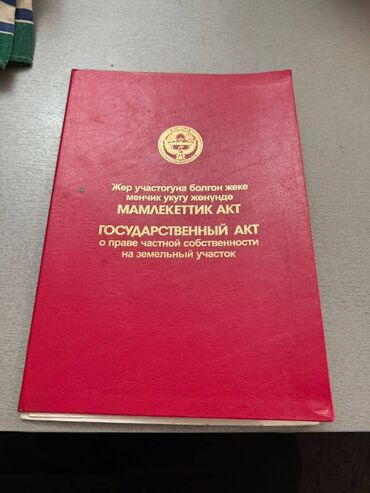 Жер участогуна болгон жеке
менчик укугу жөнүндө
МАМЛЕКЕТТИК АКТ
ГОСУДАРСТВЕННЫЙ АКТ
о праве частной собственности
на земельный участок